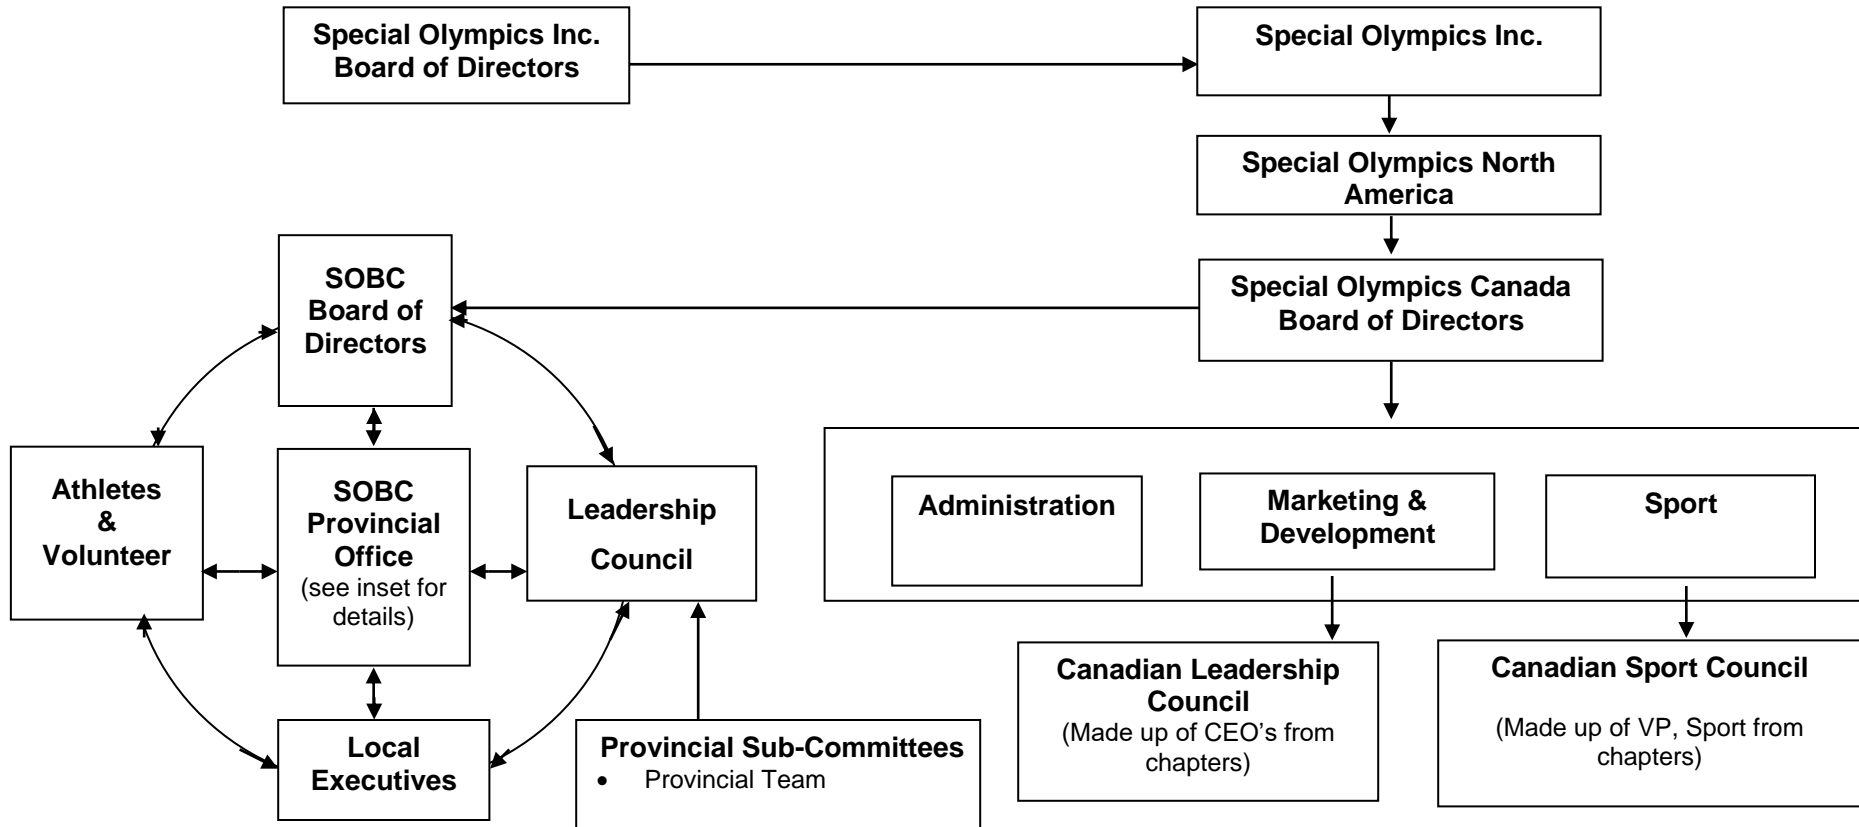 Special Olympics Inc.
Board of Directors
Special Olympics Inc.
Special Olympics North
America
SOBC
Board of
Directors
Special Olympics Canada
Board of Directors
Athletes
&
Volunteer
SOBC
Provincial
Office
(see inset for
details)
Leadership
Council
Administration
Marketing &
Development
Sport
Local
Executives
Provincial Sub-Committees
• Provincial Team
Canadian Leadership
Council
(Made up of CEO's from
chapters)
Canadian Sport Council
(Made up of VP, Sport from
chapters)